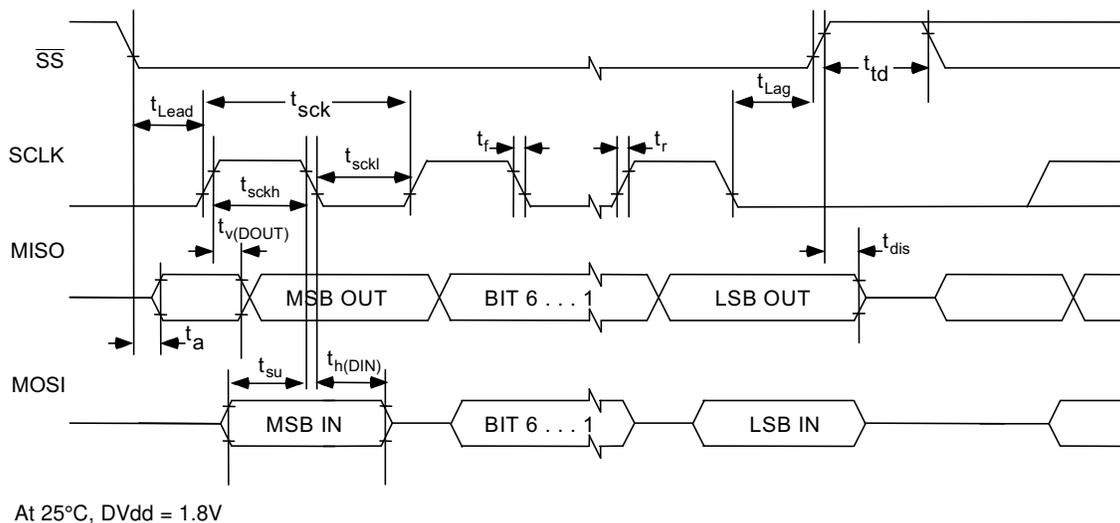 SS
t_td
t_Lag
t_Lead
t_sck
SCLK
t_f
t_r
t_sckl
t_sckh
t_v(DOUT)
MISO
t_dis
MSB OUT
BIT 6 . . . 1
LSB OUT
t_a
t_su
t_h(DIN)
MOSI
MSB IN
BIT 6 . . . 1
LSB IN
At 25°C, DVdd = 1.8V